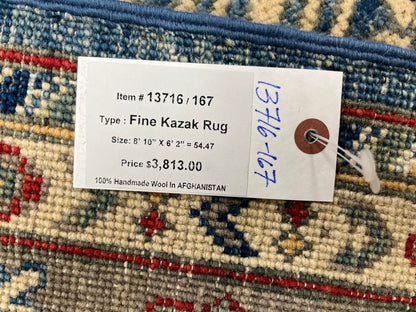 Item # 13716 / 167
Type : Fine Kazak Rug
Size: 8' 10" X 6' 2" = 54.47
Price $3,813.00
100% Handmade Wool In AFGHANISTAN
13716-167